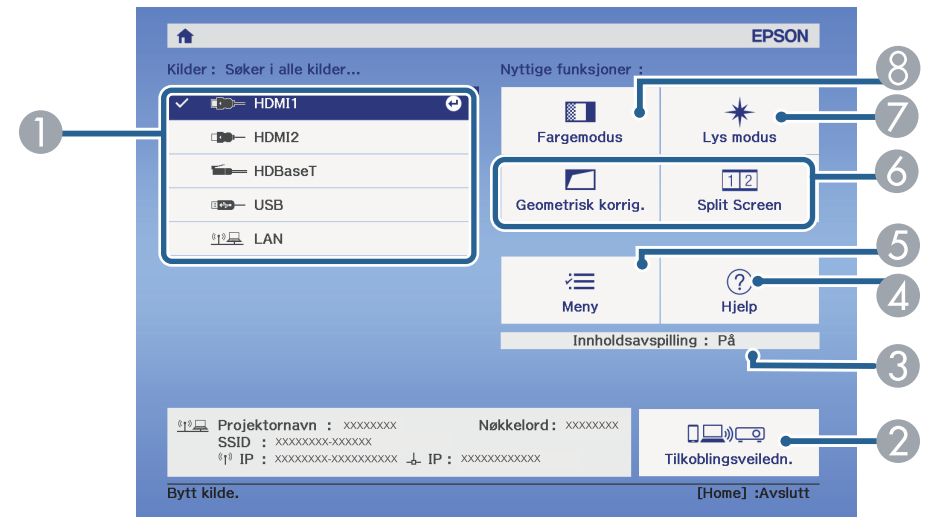 EPSON
Kilder : Søker i alle kilder...
HDMI1
HDMI2
HDBaseT
USB
LAN
Nyttige funksjoner :
Fargemodus
Lys modus
Geometrisk korrig.
1 2
Split Screen
Meny
?
Hjelp
Innholdsavspilling : På
Projektornavn : xxxxxxxx
Nøkkelord : xxxxxxxx
SSID : xxxxxxxx-xxxxxx
IP : xxxxxxxx-xxxxxxxxxx IP : xxxxxxxxxxxx
Tilkoblingsveiledn.
Bytt kilde.
[Home] :Avslutt
1
8
7
6
5
4
3
2